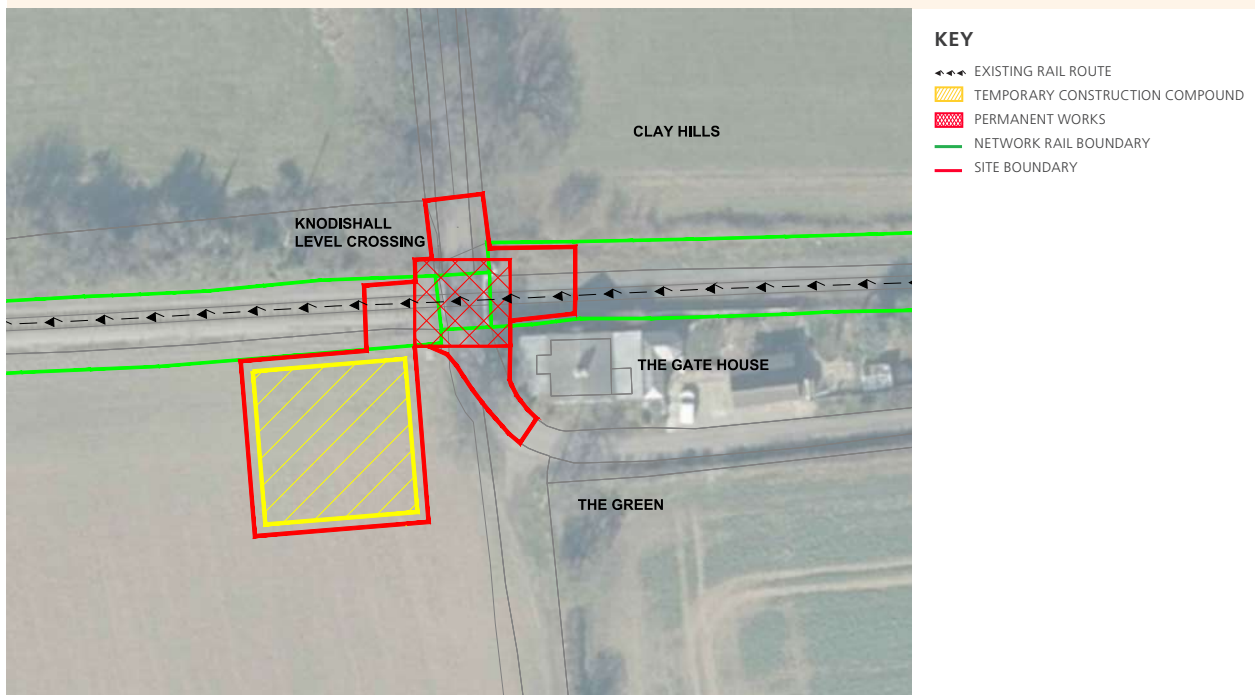 CLAY HILLS
KNODISHALL
LEVEL CROSSING
THE GATE HOUSE
THE GREEN
KEY
EXISTING RAIL ROUTE
TEMPORARY CONSTRUCTION COMPOUND
PERMANENT WORKS
NETWORK RAIL BOUNDARY
SITE BOUNDARY